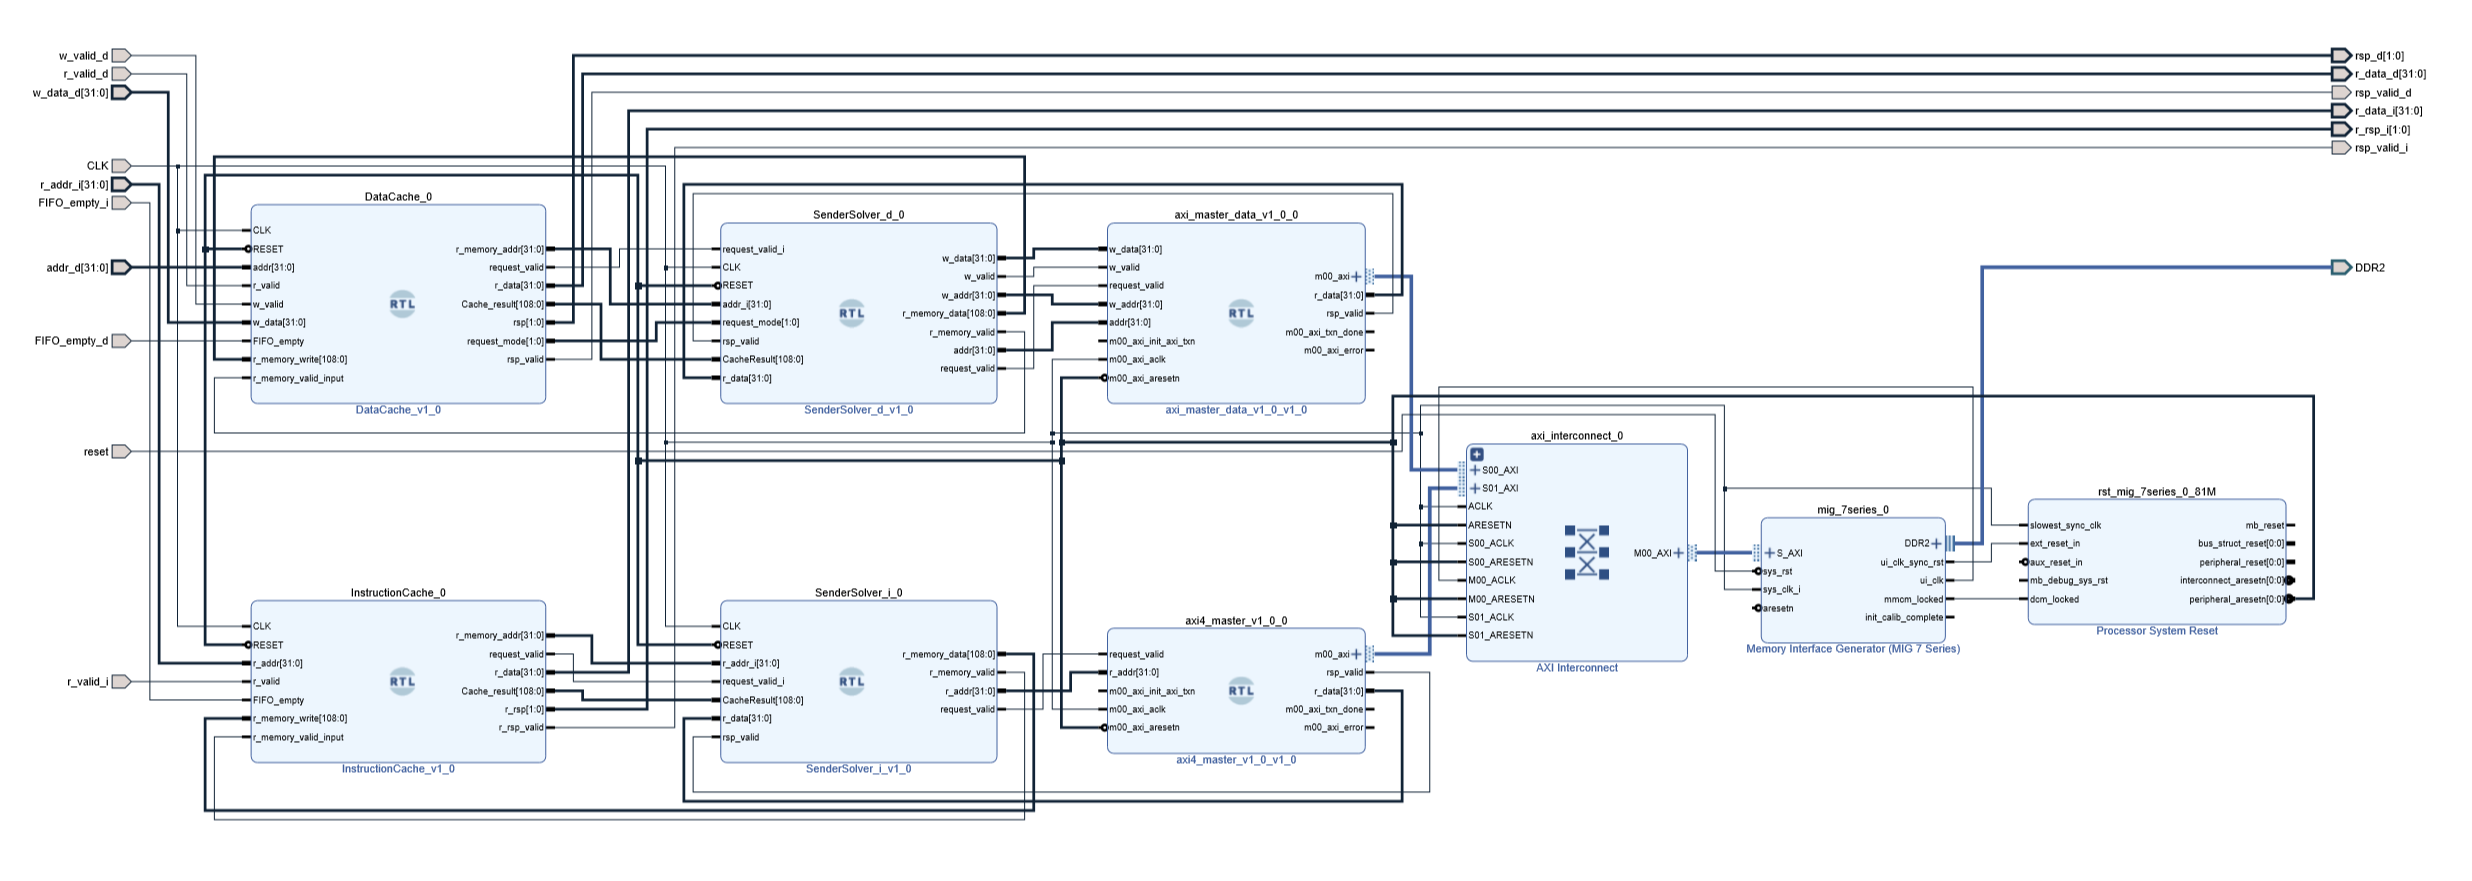 w_valid_d
r_valid_d
w_data_d[31:0]
CLK
r_addr_i[31:0]
FIFO_empty_i
addr_d[31:0]
FIFO_empty_d
reset
r_valid_i
DataCache_0
CLK
RESET
addr[31:0]
r_valid
w_valid
w_data[31:0]
FIFO_empty
r_memory_write[108:0]
r_memory_valid_input
r_memory_addr[31:0]
request_valid
r_data[31:0]
Cache_result[108:0]
rsp[1:0]
request_mode[1:0]
rsp_valid
RTL
DataCache_v1_0
SenderSolver_d_0
request_valid_i
CLK
RESET
addr_i[31:0]
request_mode[1:0]
rsp_valid
CacheResult[108:0]
r_data[31:0]
w_data[31:0]
w_valid
w_addr[31:0]
r_memory_data[108:0]
r_memory_valid
addr[31:0]
request_valid
RTL
SenderSolver_d_v1_0
axi_master_data_v1_0_0
w_data[31:0]
w_valid
request_valid
w_addr[31:0]
addr[31:0]
m00_axi_init_axi_txn
m00_axi_aclk
m00_axi_aresetn
m00_axi
r_data[31:0]
rsp_valid
m00_axi_txn_done
m00_axi_error
RTL
axi_master_data_v1_0_v1_0
InstructionCache_0
CLK
RESET
r_addr[31:0]
r_valid
FIFO_empty
r_memory_write[108:0]
r_memory_valid_input
r_memory_addr[31:0]
request_valid
r_data[31:0]
Cache_result[108:0]
r_rsp[1:0]
r_rsp_valid
RTL
InstructionCache_v1_0
SenderSolver_i_0
CLK
RESET
r_addr_i[31:0]
request_valid_i
CacheResult[108:0]
r_data[31:0]
rsp_valid
r_memory_data[108:0]
r_memory_valid
r_addr[31:0]
request_valid
RTL
SenderSolver_i_v1_0
axi4_master_v1_0_0
request_valid
r_addr[31:0]
m00_axi_init_axi_txn
m00_axi_aclk
m00_axi_aresetn
m00_axi
rsp_valid
r_data[31:0]
m00_axi_txn_done
m00_axi_error
RTL
axi4_master_v1_0_v1_0
axi_interconnect_0
S00_AXI
S01_AXI
ACLK
ARESETN
S00_ACLK
S00_ARESETN
M00_ACLK
M00_ARESETN
S01_ACLK
S01_ARESETN
M00_AXI
AXI Interconnect
mig_7series_0
S_AXI
sys_rst
sys_clk_i
aresetn
DDR2
ui_clk_sync_rst
ui_clk
mmcm_locked
init_calib_complete
Memory Interface Generator (MIG 7 Series)
rst_mig_7series_0_81M
slowest_sync_clk
ext_reset_in
aux_reset_in
mb_debug_sys_rst
dcm_locked
mb_reset
bus_struct_reset[0:0]
peripheral_reset[0:0]
interconnect_aresetn[0:0]
peripheral_aresetn[0:0]
Processor System Reset
rsp_d[1:0]
r_data_d[31:0]
rsp_valid_d
r_data_i[31:0]
r_rsp_i[1:0]
rsp_valid_i
DDR2